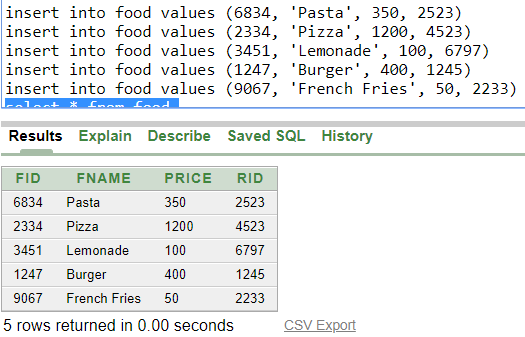 insert into food values (6834, 'Pasta', 350, 2523)
insert into food values (2334, 'Pizza', 1200, 4523)
insert into food values (3451, 'Lemonade', 100, 6797)
insert into food values (1247, 'Burger', 400, 1245)
insert into food values (9067, 'French Fries', 50, 2233)
select * from food
Results Explain Describe Saved SQL History
FID FNAME PRICE RID
6834 Pasta 350 2523
2334 Pizza 1200 4523
3451 Lemonade 100 6797
1247 Burger 400 1245
9067 French Fries 50 2233
5 rows returned in 0.00 seconds CSV Export